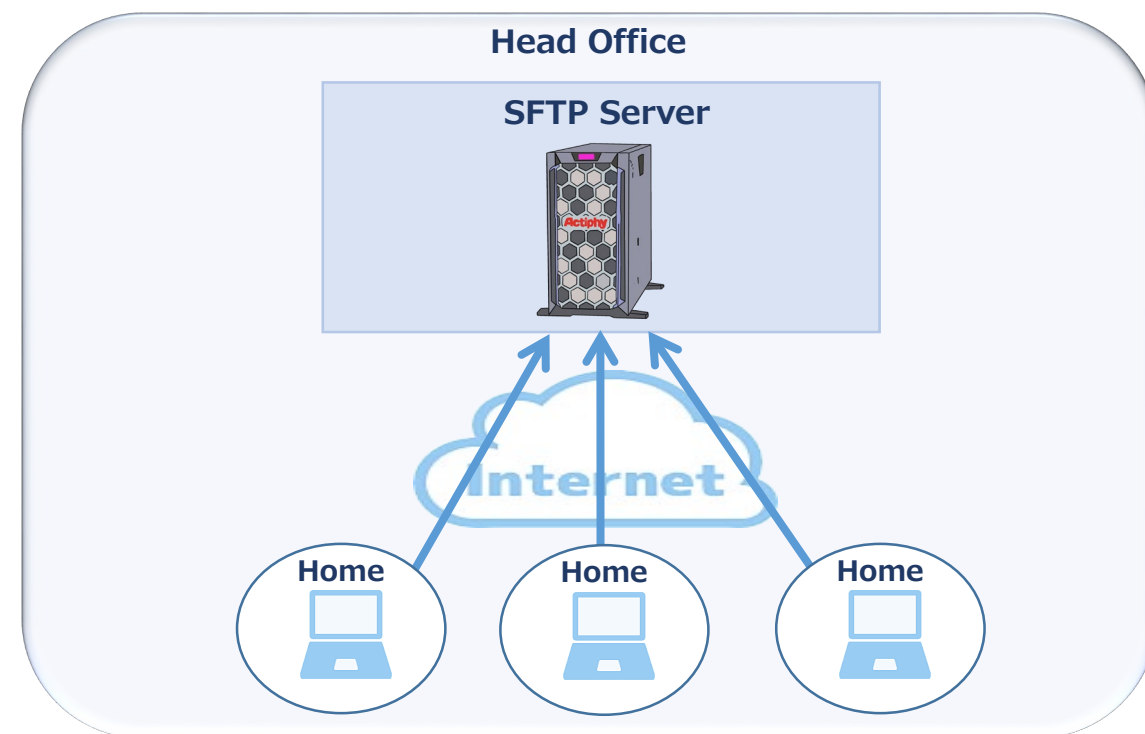 Head Office
SFTP Server
Actiphy
Internet
Home
Home
Home